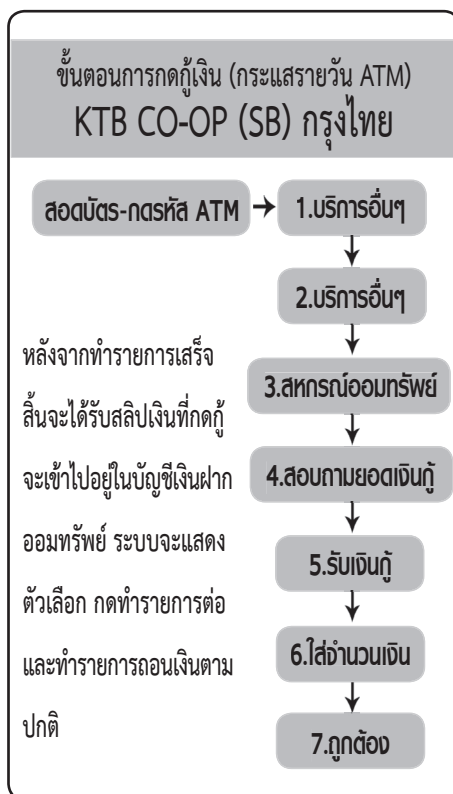 ขั้นตอนการกดกู้เงิน (กระแสรายวัน ATM)
KTB CO-OP (SB) กรุงไทย
สอดบัตร-กดรหัส ATM
1.บริการอื่นๆ
2.บริการอื่นๆ
3.สหกรณ์ออมทรัพย์
4.สอบถามยอดเงินกู้
5.รับเงินกู้
6.ใส่จำนวนเงิน
7.ถูกต้อง
หลังจากทำรายการเสร็จ
สิ้นจะได้รับสลิปเงินที่กดกู้
จะเข้าไปอยู่ในบัญชีเงินฝาก
ออมทรัพย์ ระบบจะแสดง
ตัวเลือก กดทำรายการต่อ
และทำรายการถอนเงินตาม
ปกติ